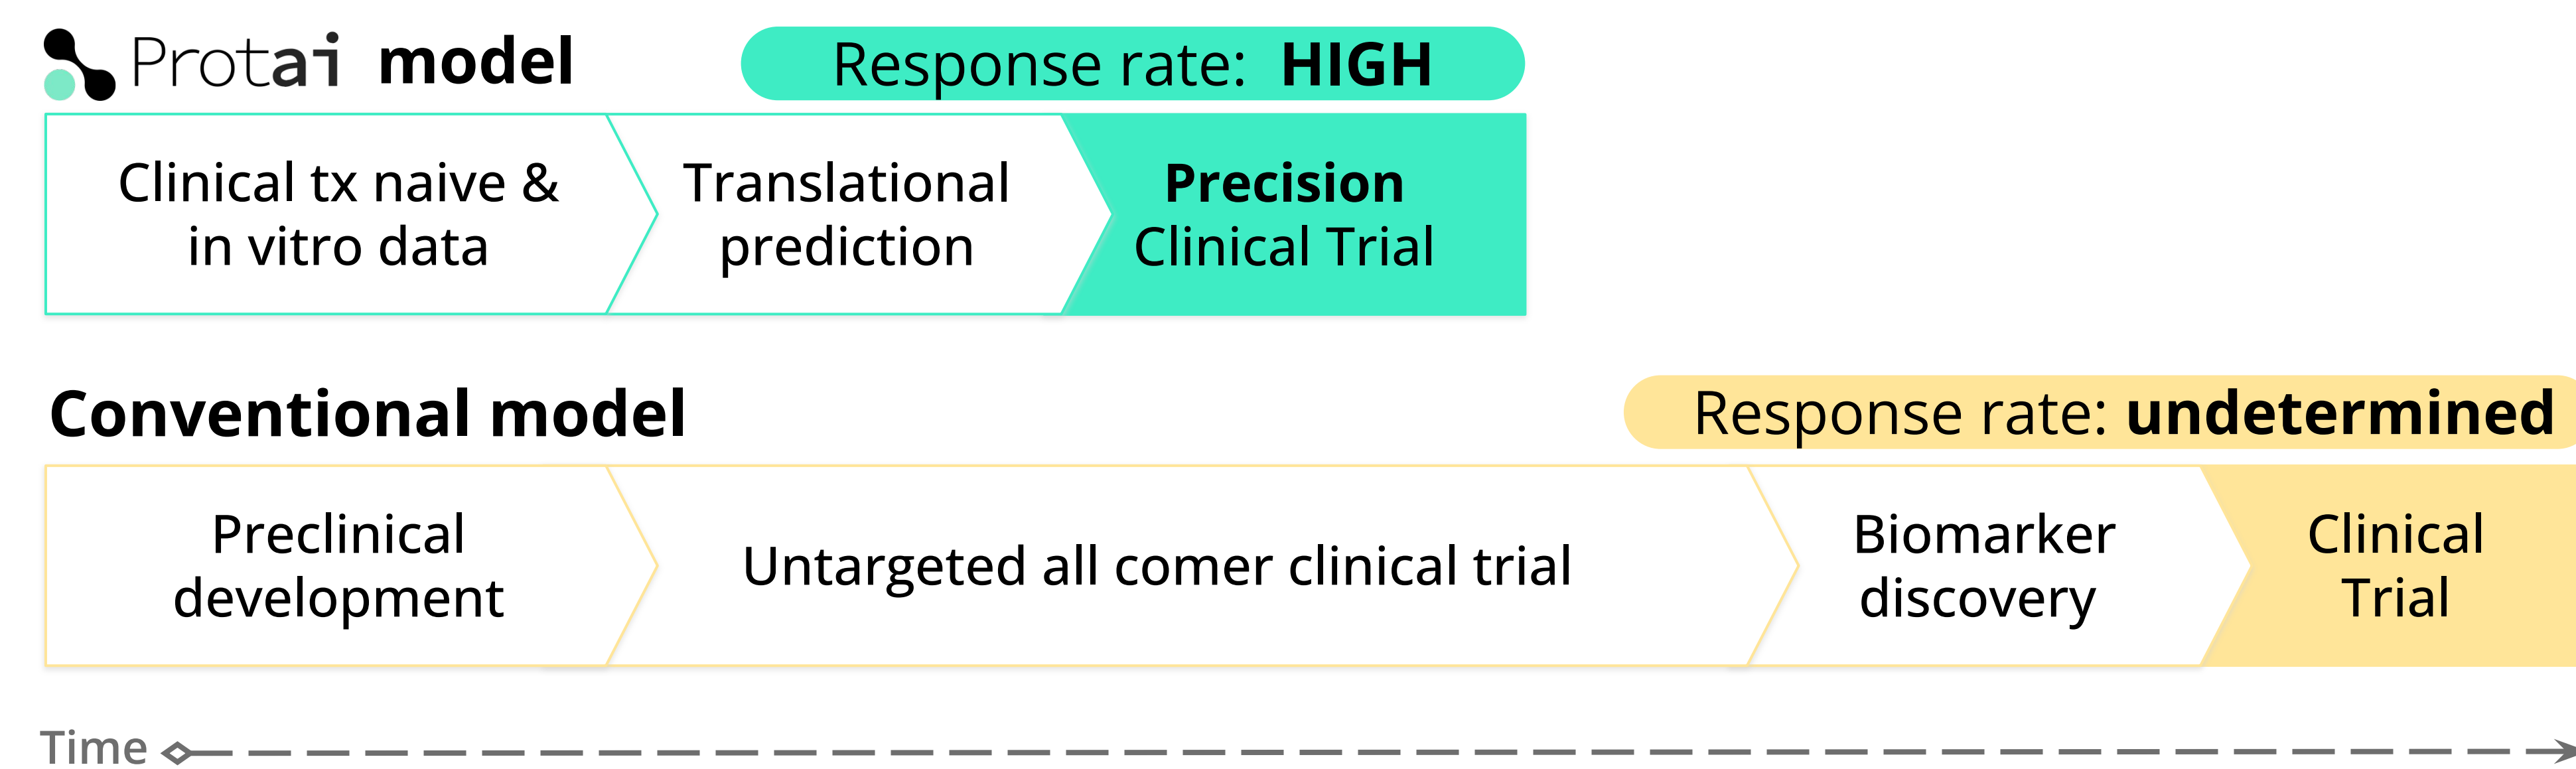 Protai model
Response rate: HIGH
Clinical tx naive &
in vitro data
Translational
prediction
Precision
Clinical Trial
Conventional model
Response rate: undetermined
Preclinical
development
Untargeted all comer clinical trial
Biomarker
discovery
Clinical
Trial
Time